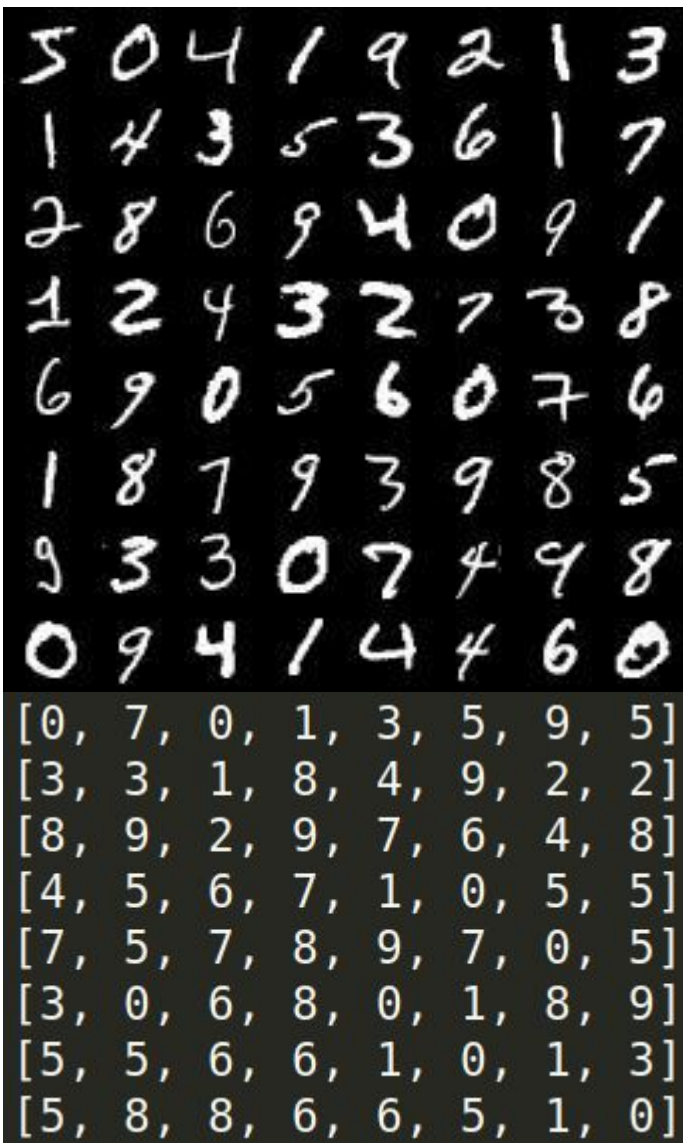 5 0 4 1 9 2 1 3
1 4 3 5 3 6 1 7
2 8 6 9 4 0 9 1
1 2 4 3 2 7 3 8
6 9 0 5 6 0 7 6
1 8 7 9 3 9 8 5
9 3 3 0 7 4 9 8
0 9 4 1 4 4 6 0
[0, 7, 0, 1, 3, 5, 9, 5]
[3, 3, 1, 8, 4, 9, 2, 2]
[8, 9, 2, 9, 7, 6, 4, 8]
[4, 5, 6, 7, 1, 0, 5, 5]
[7, 5, 7, 8, 9, 7, 0, 5]
[3, 0, 6, 8, 0, 1, 8, 9]
[5, 5, 6, 6, 1, 0, 1, 3]
[5, 8, 8, 6, 6, 5, 1, 0]